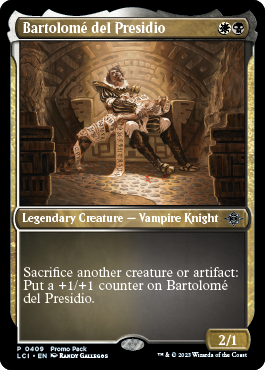 Bartolomé del Presidio
Legendary Creature — Vampire Knight
Sacrifice another creature or artifact:
Put a +1/+1 counter on Bartolomé
del Presidio.
2/1
P 0409 Promo Pack
LCI • EN Randy Gallegos
™ & © 2023 Wizards of the Coast